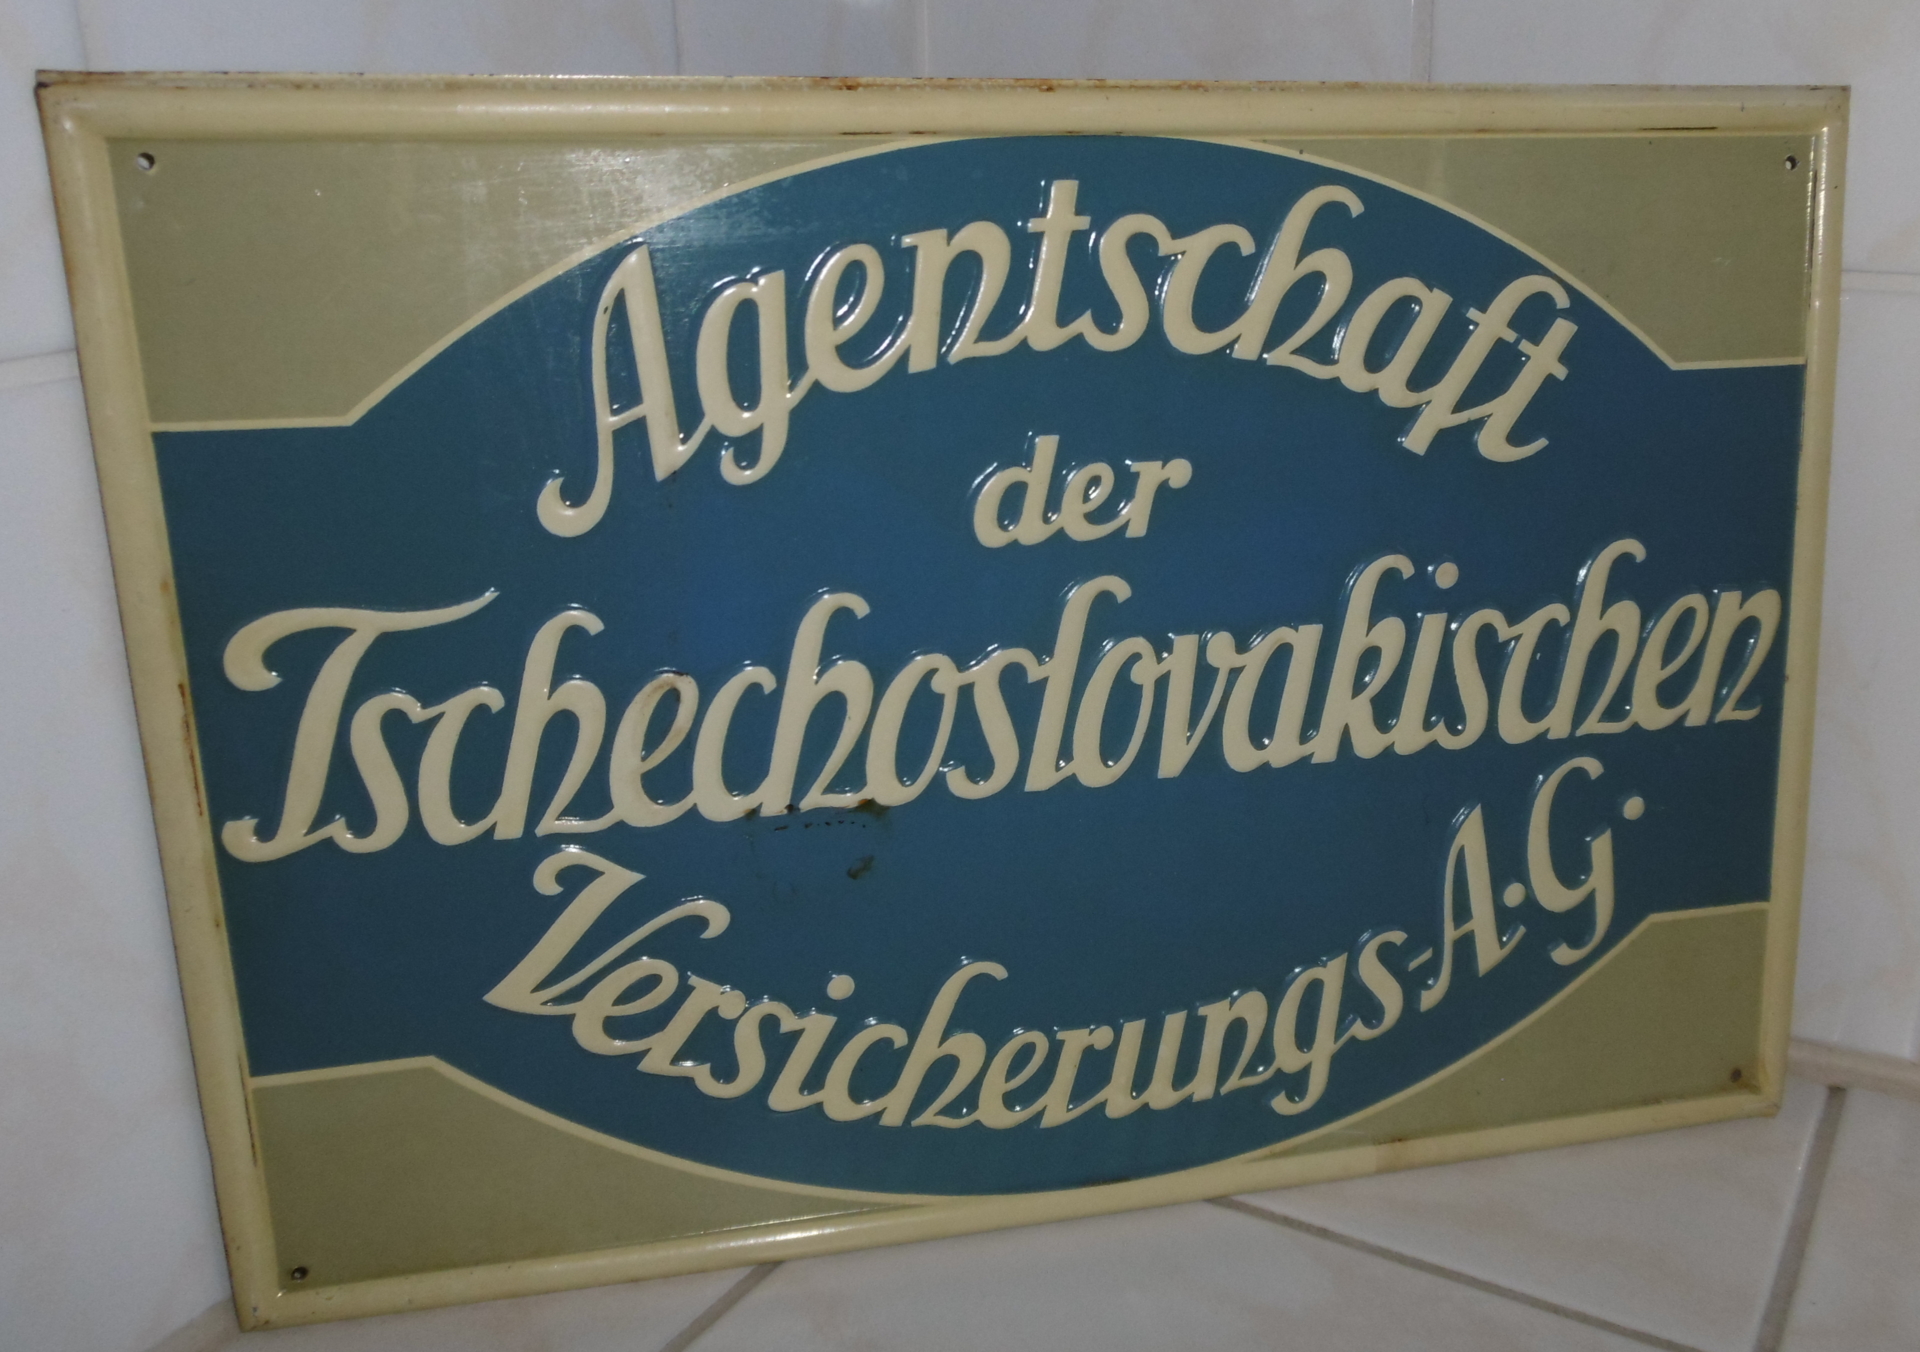 Agentschaft
der
Tschechoslovakischen
Versicherungs-A.G.